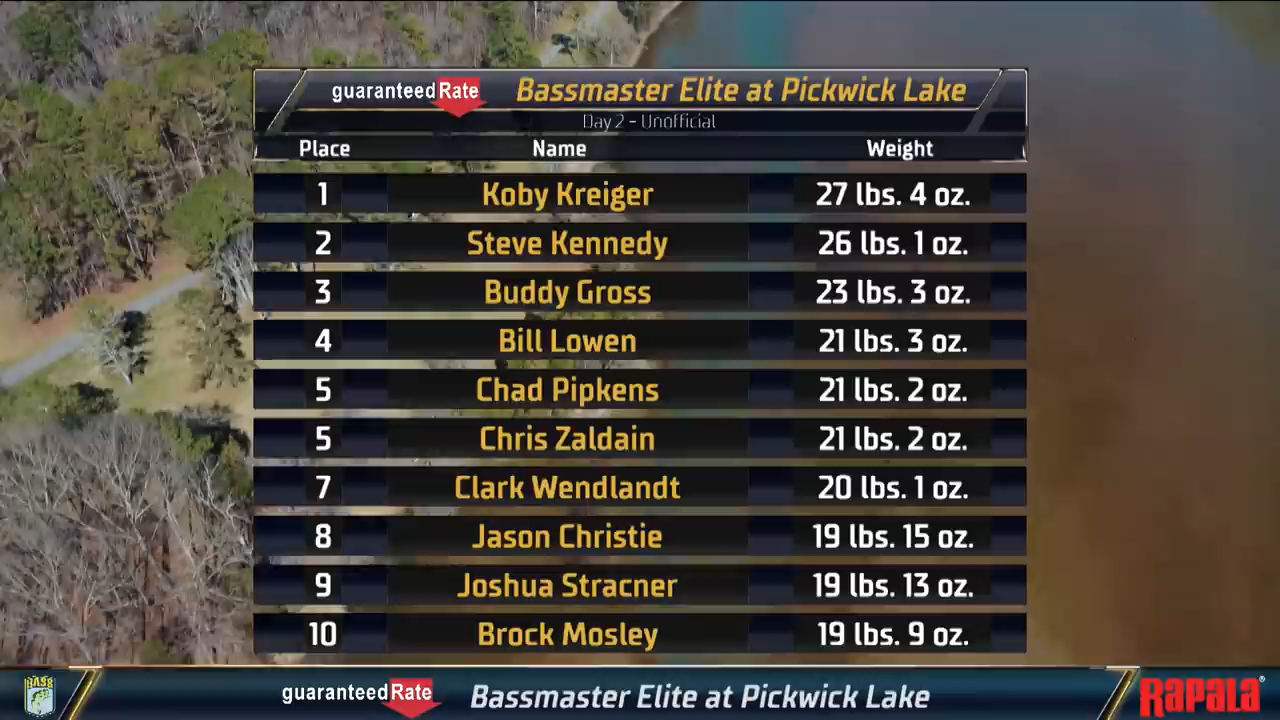 guaranteedRate Bassmaster Elite at Pickwick Lake
Day 2 - Unofficial
Place Name Weight
1 Koby Kreiger 27 lbs. 4 oz.
2 Steve Kennedy 26 lbs. 1 oz.
3 Buddy Gross 23 lbs. 3 oz.
4 Bill Lowen 21 lbs. 3 oz.
5 Chad Pipkens 21 lbs. 2 oz.
5 Chris Zaldain 21 lbs. 2 oz.
7 Clark Wendlandt 20 lbs. 1 oz.
8 Jason Christie 19 lbs. 15 oz.
9 Joshua Stracner 19 lbs. 13 oz.
10 Brock Mosley 19 lbs. 9 oz.
BASS guaranteedRate Bassmaster Elite at Pickwick Lake RAPALA®